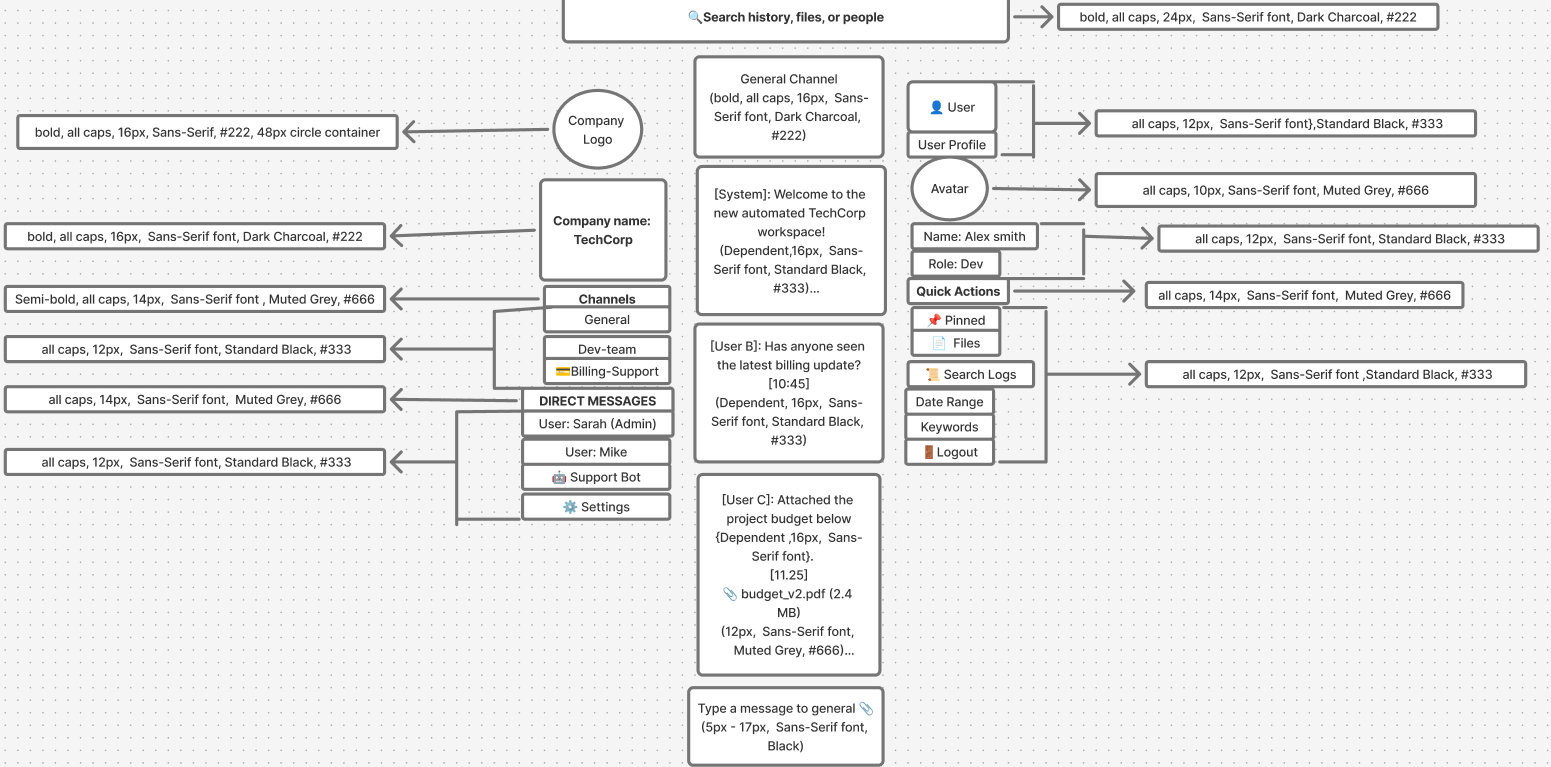 🔍Search history, files, or people
bold, all caps, 24px, Sans-Serif font, Dark Charcoal, #222
bold, all caps, 16px, Sans-Serif, #222, 48px circle container
Company
Logo
bold, all caps, 16px, Sans-Serif font, Dark Charcoal, #222
Company name:
TechCorp
Semi-bold, all caps, 14px, Sans-Serif font , Muted Grey, #666
Channels
General
all caps, 12px, Sans-Serif font, Standard Black, #333
Dev-team
💳Billing-Support
all caps, 14px, Sans-Serif font, Muted Grey, #666
DIRECT MESSAGES
User: Sarah (Admin)
all caps, 12px, Sans-Serif font, Standard Black, #333
User: Mike
🤖 Support Bot
⚙️ Settings
General Channel
(bold, all caps, 16px, Sans-
Serif font, Dark Charcoal,
#222)
[System]: Welcome to the
new automated TechCorp
workspace!
(Dependent,16px, Sans-
Serif font, Standard Black,
#333)...
[User B]: Has anyone seen
the latest billing update?
[10:45]
(Dependent, 16px, Sans-
Serif font, Standard Black,
#333)
[User C]: Attached the
project budget below
{Dependent ,16px, Sans-
Serif font}.
[11.25]
📎 budget_v2.pdf (2.4
MB)
(12px, Sans-Serif font,
Muted Grey, #666)...
Type a message to general 📎
(5px - 17px, Sans-Serif font,
Black)
👤 User
User Profile
all caps, 12px, Sans-Serif font},Standard Black, #333
Avatar
all caps, 10px, Sans-Serif font, Muted Grey, #666
Name: Alex smith
Role: Dev
all caps, 12px, Sans-Serif font, Standard Black, #333
Quick Actions
all caps, 14px, Sans-Serif font, Muted Grey, #666
📌 Pinned
📄 Files
📜 Search Logs
all caps, 12px, Sans-Serif font ,Standard Black, #333
Date Range
Keywords
🚪Logout